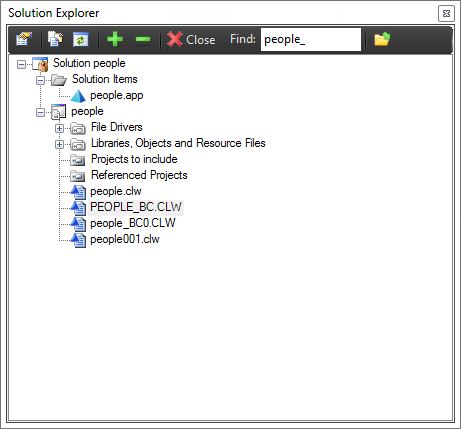 Solution Explorer
Close Find: people_
Solution people
Solution Items
people.app
people
File Drivers
Libraries, Objects and Resource Files
Projects to include
Referenced Projects
people.clw
PEOPLE_BC.CLW
people_BC0.CLW
people001.clw